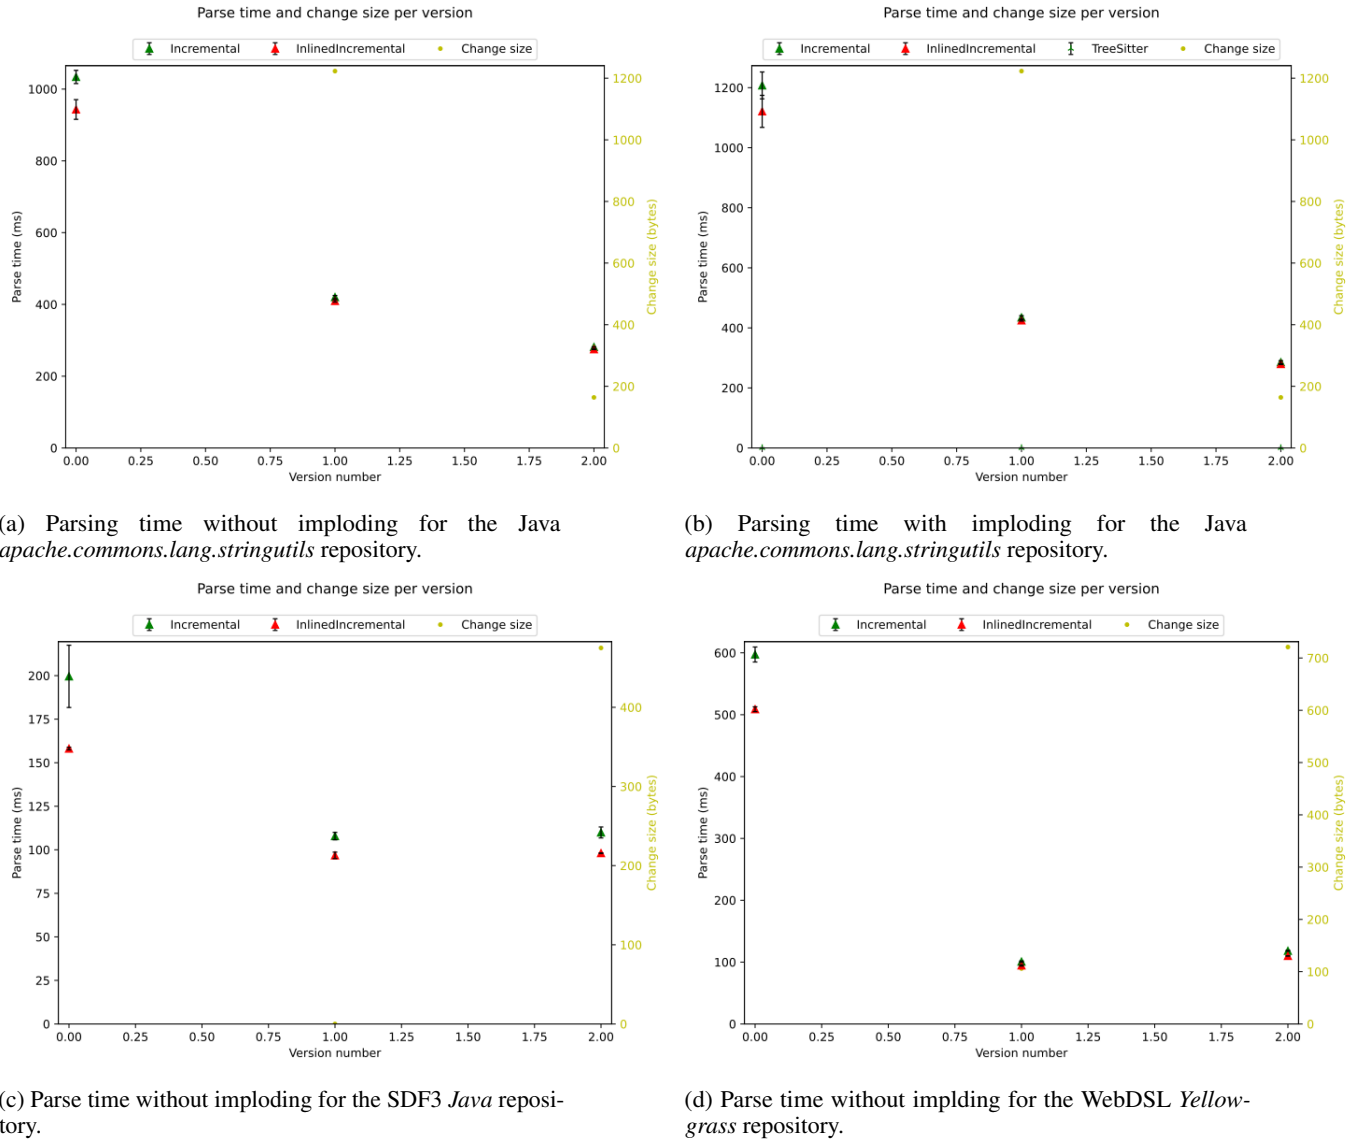 Parse time and change size per version
Incremental InlinedIncremental Change size
1000
800
600
400
200
0
Parse time (ms)
1200
1000
800
600
400
200
0
Change size (bytes)
0.00 0.25 0.50 0.75 1.00 1.25 1.50 1.75 2.00
Version number
(a) Parsing time without imploding for the Java
apache.commons.lang.stringutils repository.
Parse time and change size per version
Incremental InlinedIncremental TreeSitter Change size
1200
1000
800
600
400
200
0
Parse time (ms)
1200
1000
800
600
400
200
0
Change size (bytes)
0.00 0.25 0.50 0.75 1.00 1.25 1.50 1.75 2.00
Version number
(b) Parsing time with imploding for the Java
apache.commons.lang.stringutils repository.
Parse time and change size per version
Incremental InlinedIncremental Change size
200
175
150
125
100
75
50
25
0
Parse time (ms)
400
300
200
100
0
Change size (bytes)
0.00 0.25 0.50 0.75 1.00 1.25 1.50 1.75 2.00
Version number
(c) Parse time without imploding for the SDF3 Java reposi-
tory.
Parse time and change size per version
Incremental InlinedIncremental Change size
600
500
400
300
200
100
0
Parse time (ms)
700
600
500
400
300
200
100
0
Change size (bytes)
0.00 0.25 0.50 0.75 1.00 1.25 1.50 1.75 2.00
Version number
(d) Parse time without implding for the WebDSL Yellow-
grass repository.